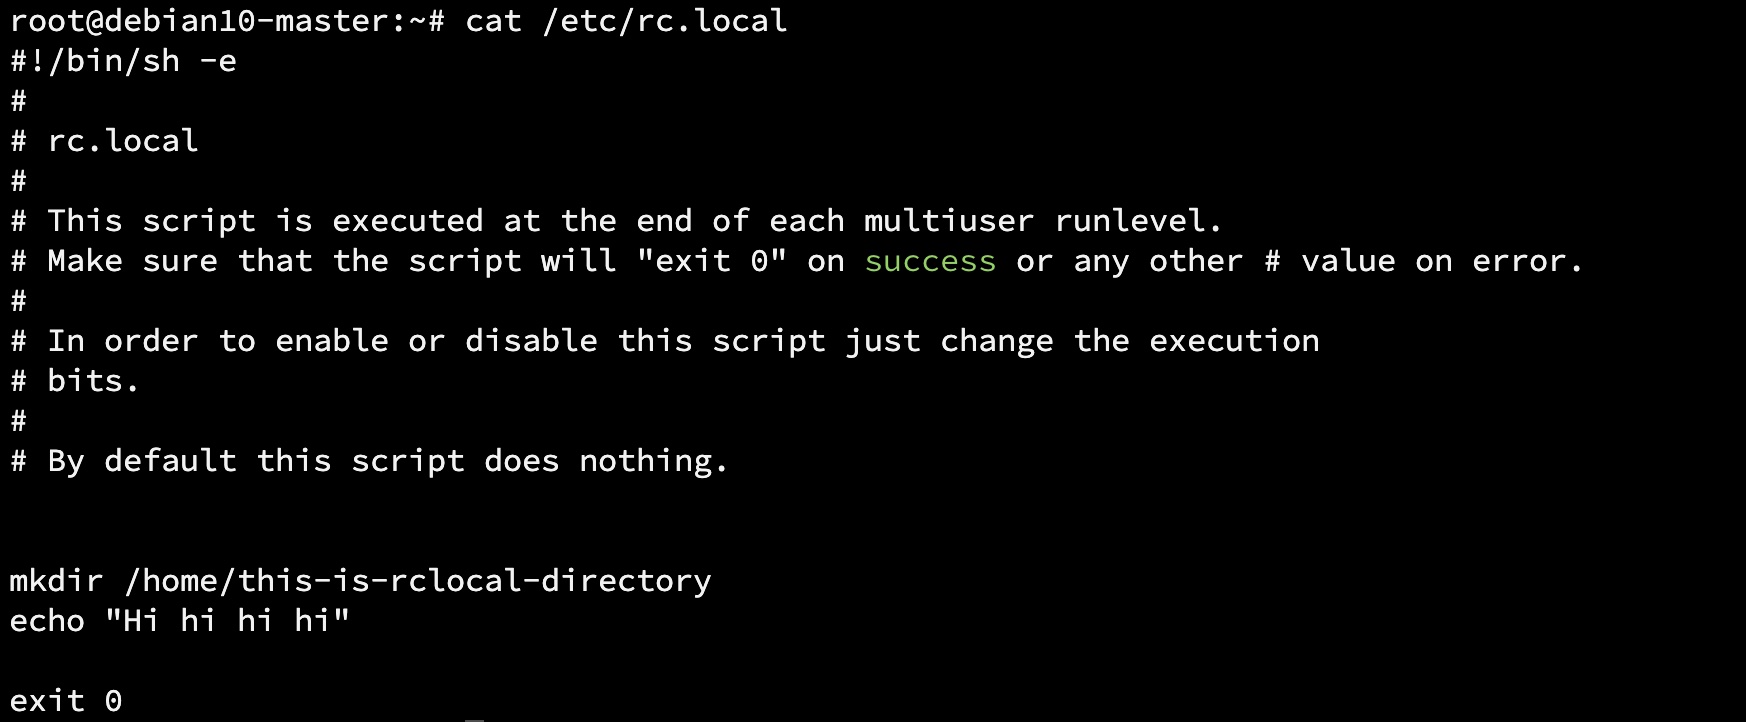 root@debian10-master:~# cat /etc/rc.local
#!/bin/sh -e
#
# rc.local
#
# This script is executed at the end of each multiuser runlevel.
# Make sure that the script will "exit 0" on success or any other # value on error.
#
# In order to enable or disable this script just change the execution
# bits.
#
# By default this script does nothing.
mkdir /home/this-is-rclocal-directory
echo "Hi hi hi hi"
exit 0